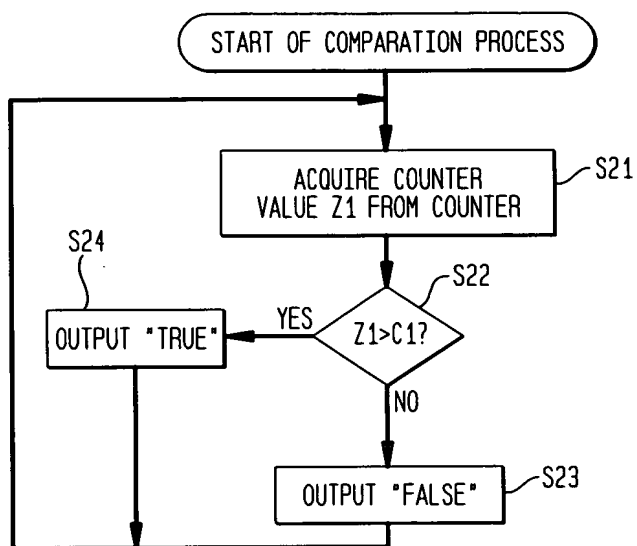 START OF COMPARATION PROCESS
ACQUIRE COUNTER
VALUE Z1 FROM COUNTER
S21
S24
S22
OUTPUT "TRUE"
YES
Z1>C1?
NO
OUTPUT "FALSE"
S23